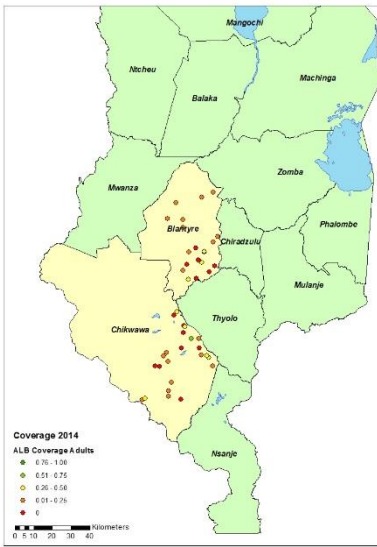 Mangochi
Ntcheu
Machinga
Balaka
Zomba
Mwanza
Phalombe
Blantyre
Chiradzulu
Mulanje
Thyolo
Chikwawa
Nsanje
Coverage 2014
ALB Coverage Adults
0.76 - 1.00
0.51 - 0.75
0.26 - 0.50
0.01 - 0.25
0
Kilometers
0 5 10 20 30 40